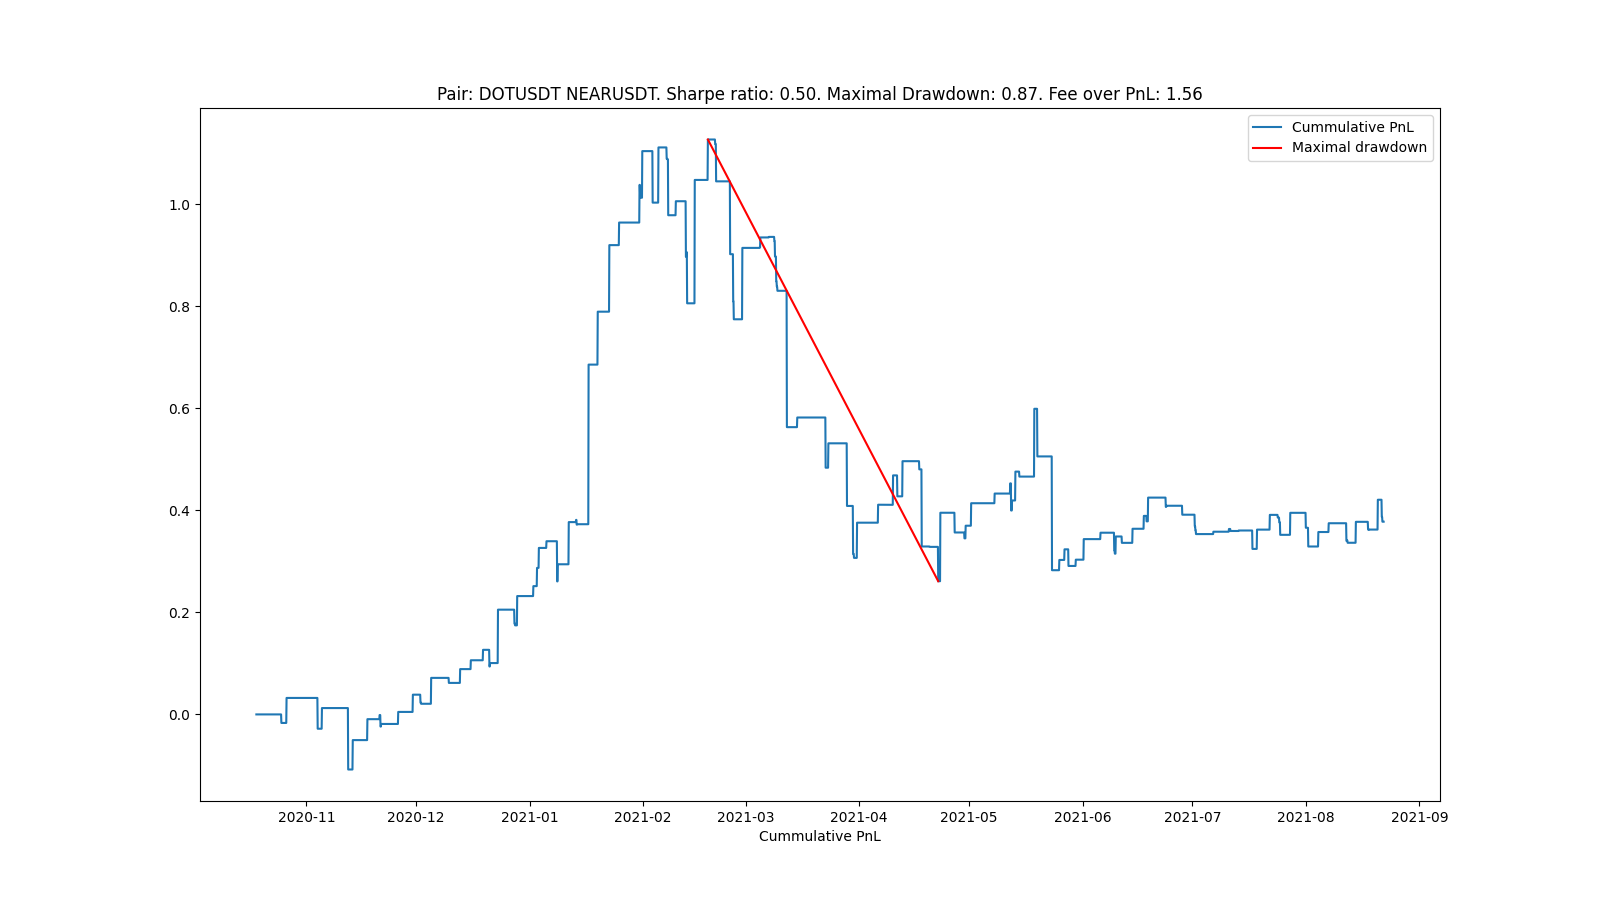 Pair: DOTUSDT NEARUSDT. Sharpe ratio: 0.50. Maximal Drawdown: 0.87. Fee over PnL: 1.56
Cummulative PnL
Maximal drawdown
1.0
0.8
0.6
0.4
0.2
0.0
2020-11 2020-12 2021-01 2021-02 2021-03 2021-04 2021-05 2021-06 2021-07 2021-08 2021-09
Cummulative PnL